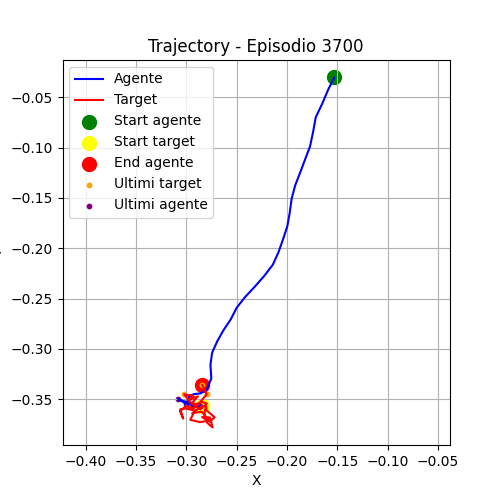 Trajectory - Episodio 3700
Agente
Target
Start agente
Start target
End agente
Ultimi target
Ultimi agente
−0.05
−0.10
−0.15
−0.20
−0.25
−0.30
−0.35
−0.40 −0.35 −0.30 −0.25 −0.20 −0.15 −0.10 −0.05
X